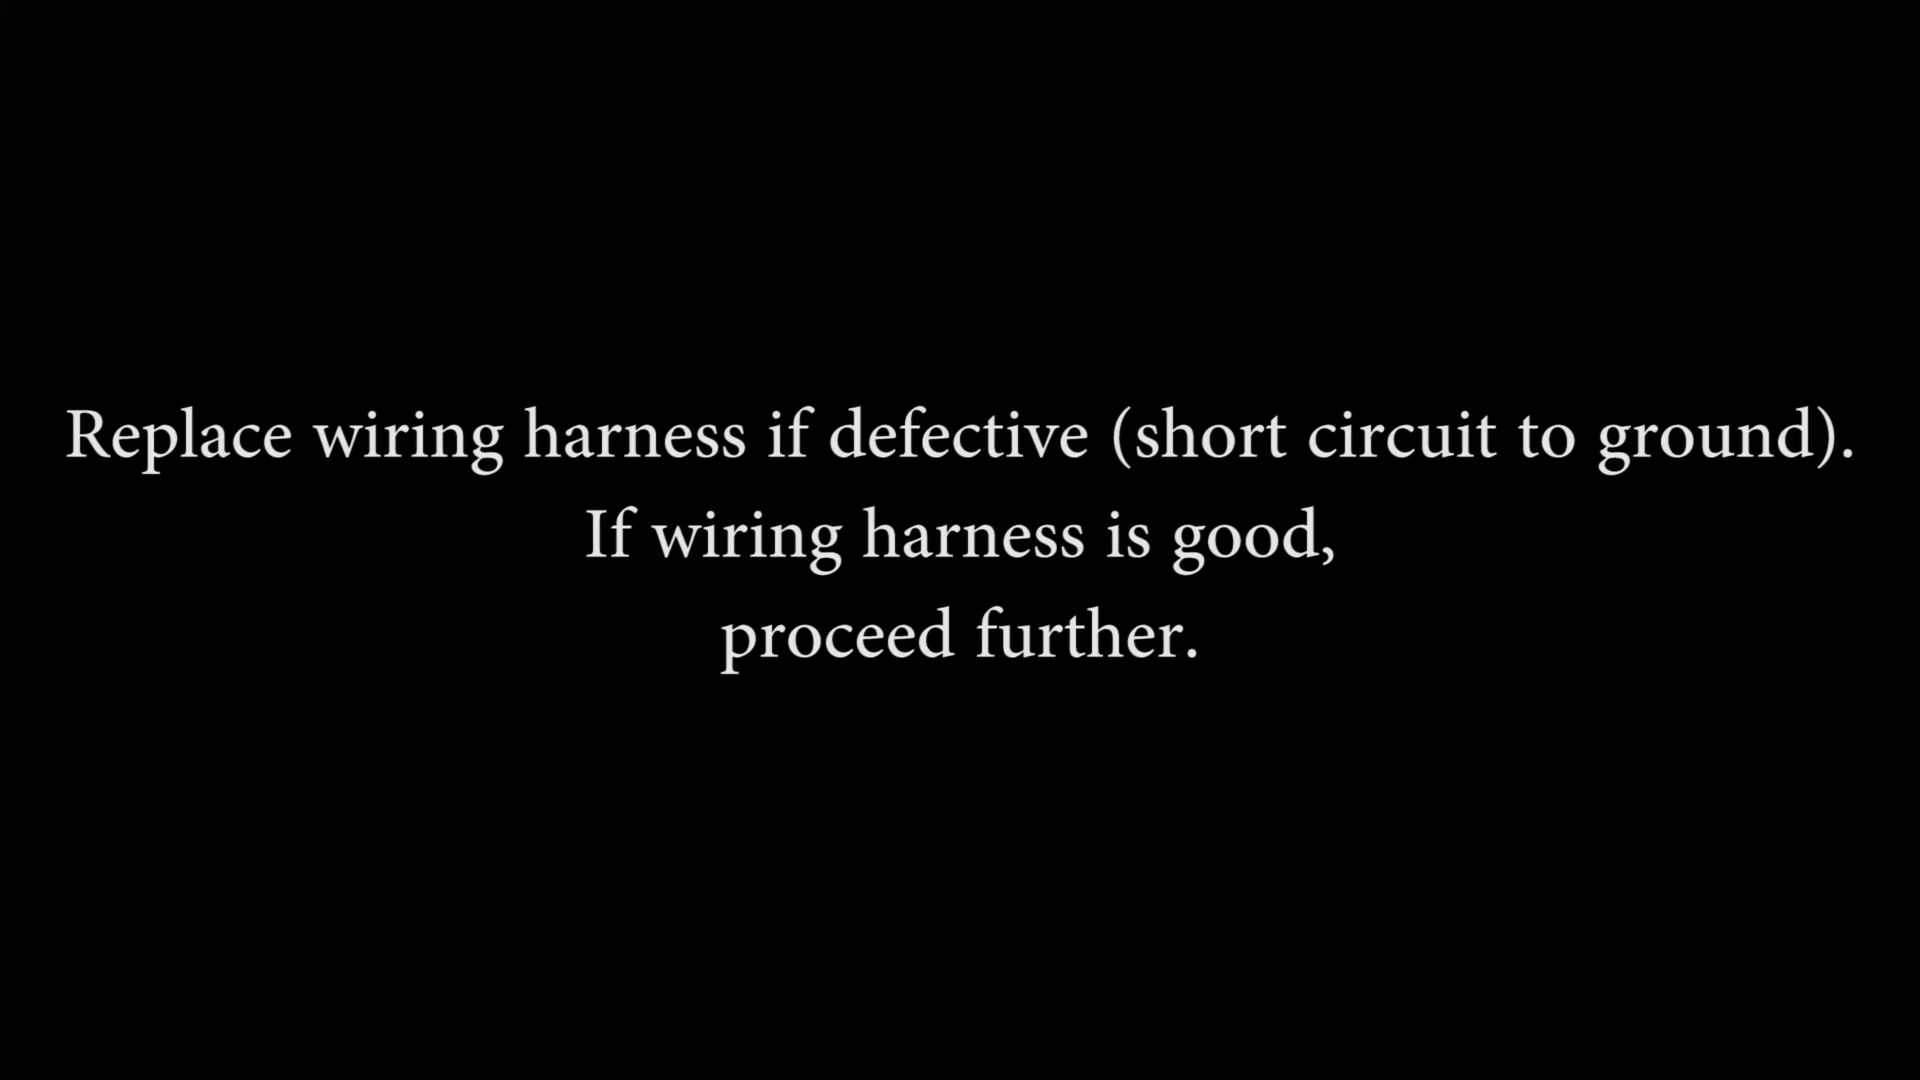 Replace wiring harness if defective (short circuit to ground).
If wiring harness is good,
proceed further.